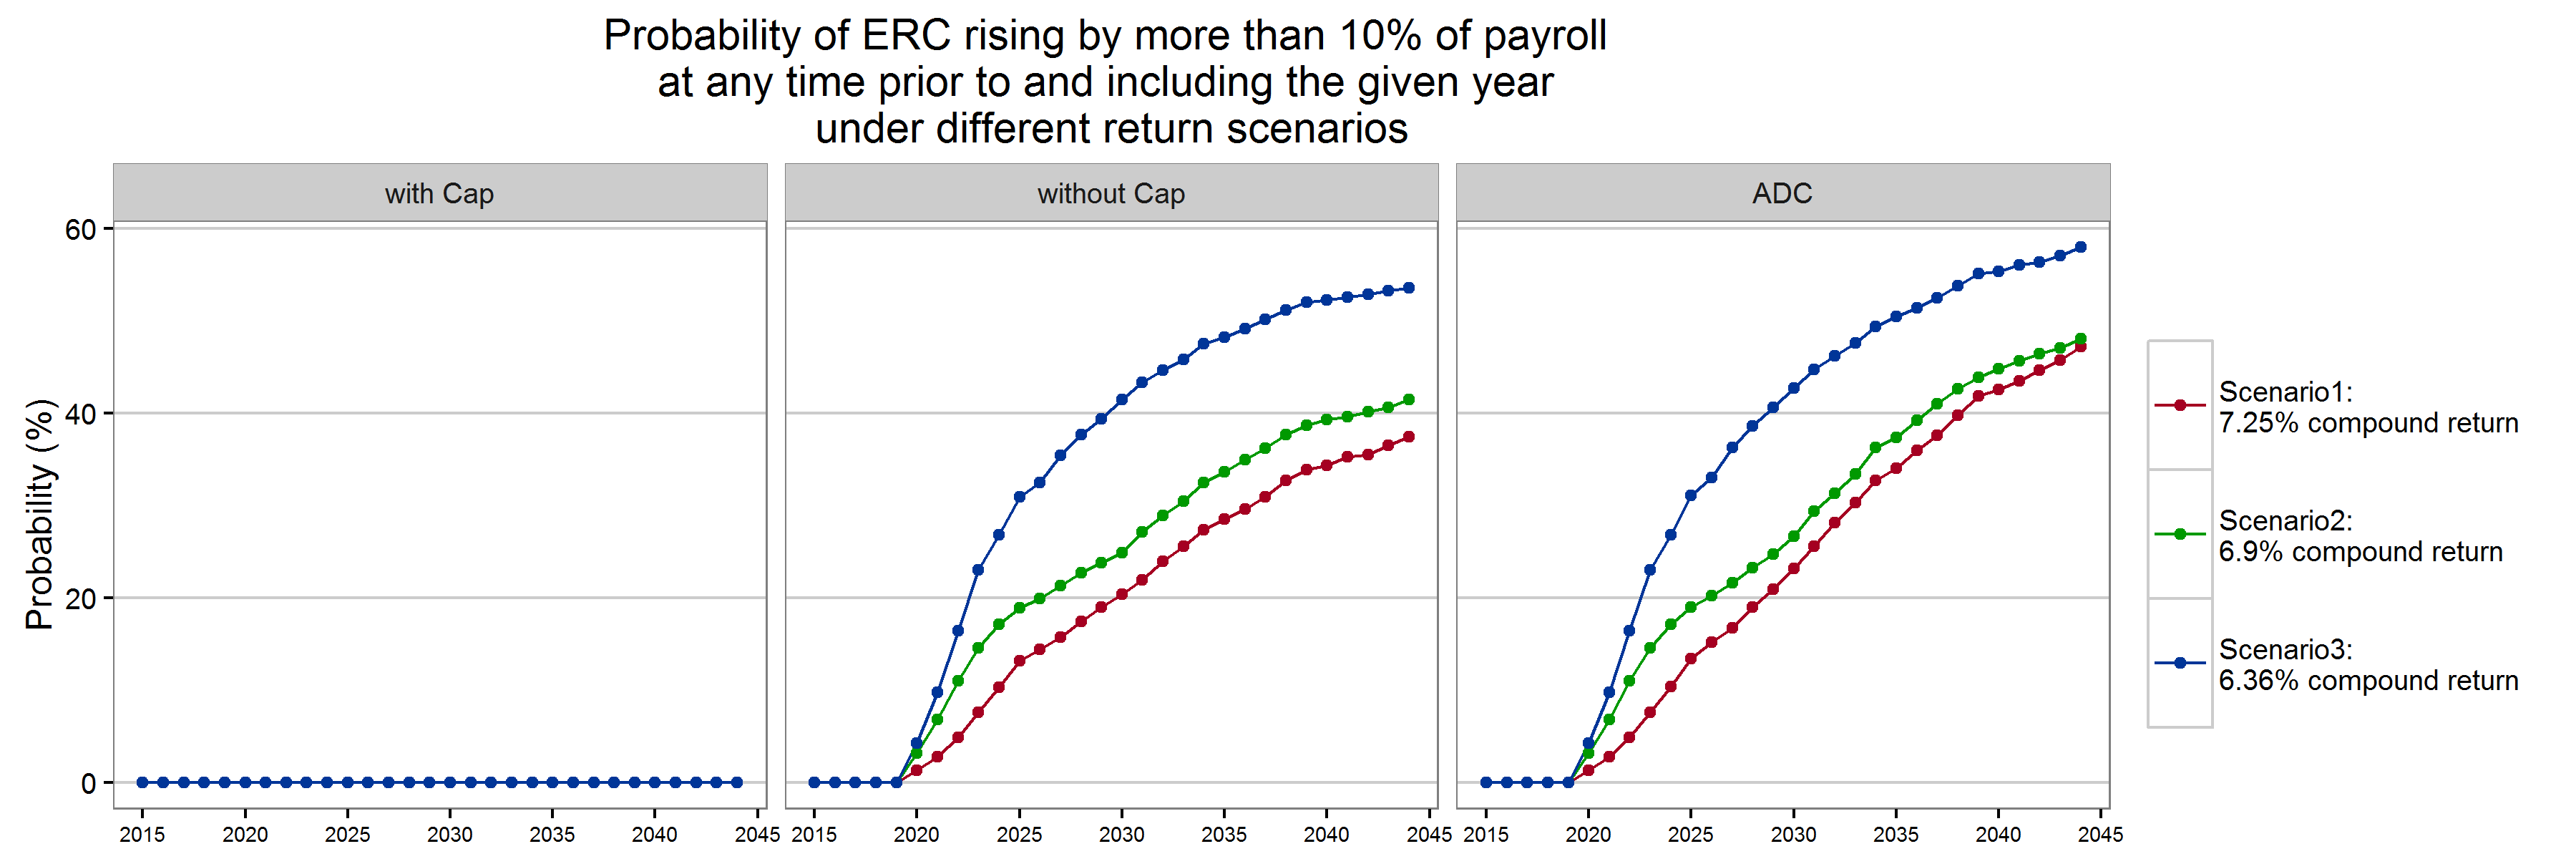 Probability of ERC rising by more than 10% of payroll
at any time prior to and including the given year
under different return scenarios
with Cap
without Cap
ADC
Probability (%)
60
40
20
0
2015 2020 2025 2030 2035 2040 2045
2015 2020 2025 2030 2035 2040 2045
2015 2020 2025 2030 2035 2040 2045
Scenario1:
7.25% compound return
Scenario2:
6.9% compound return
Scenario3:
6.36% compound return